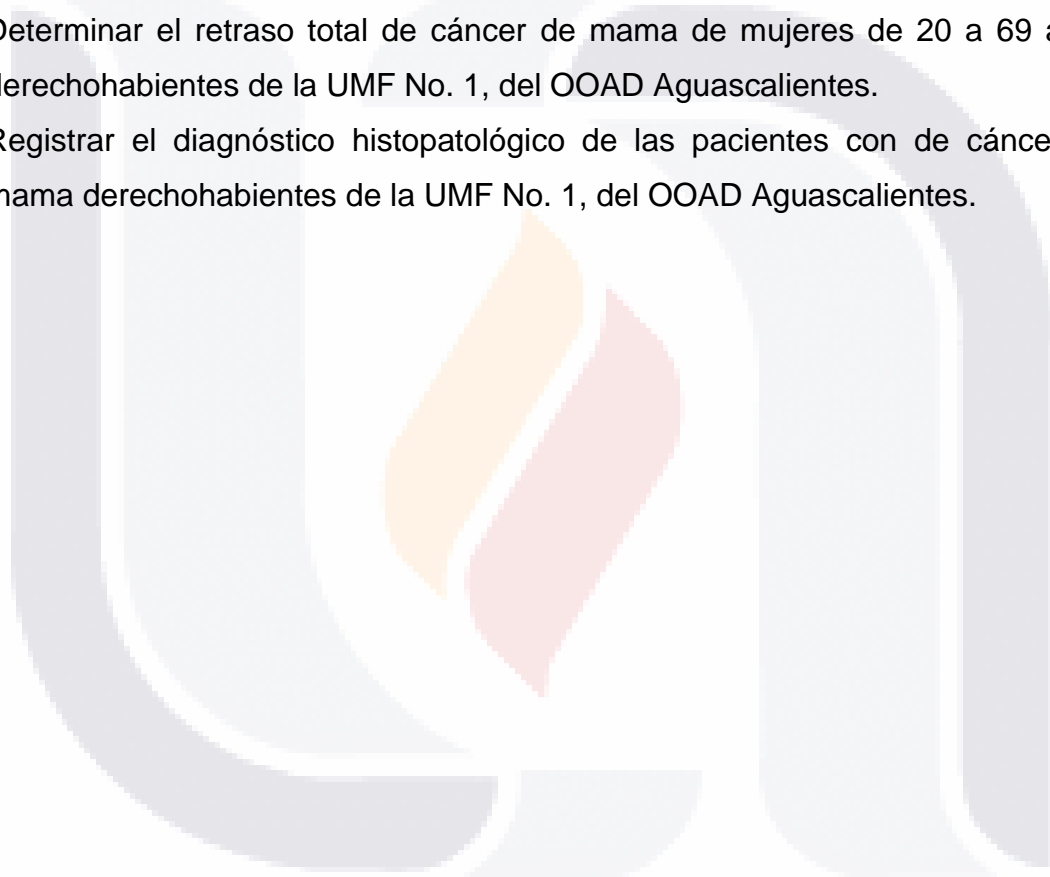 Determinar el retraso total de cáncer de mama de mujeres de 20 a 69 a
derechohabientes de la UMF No. 1, del OOAD Aguascalientes.
Registrar el diagnóstico histopatológico de las pacientes con de cánce
mama derechohabientes de la UMF No. 1, del OOAD Aguascalientes.